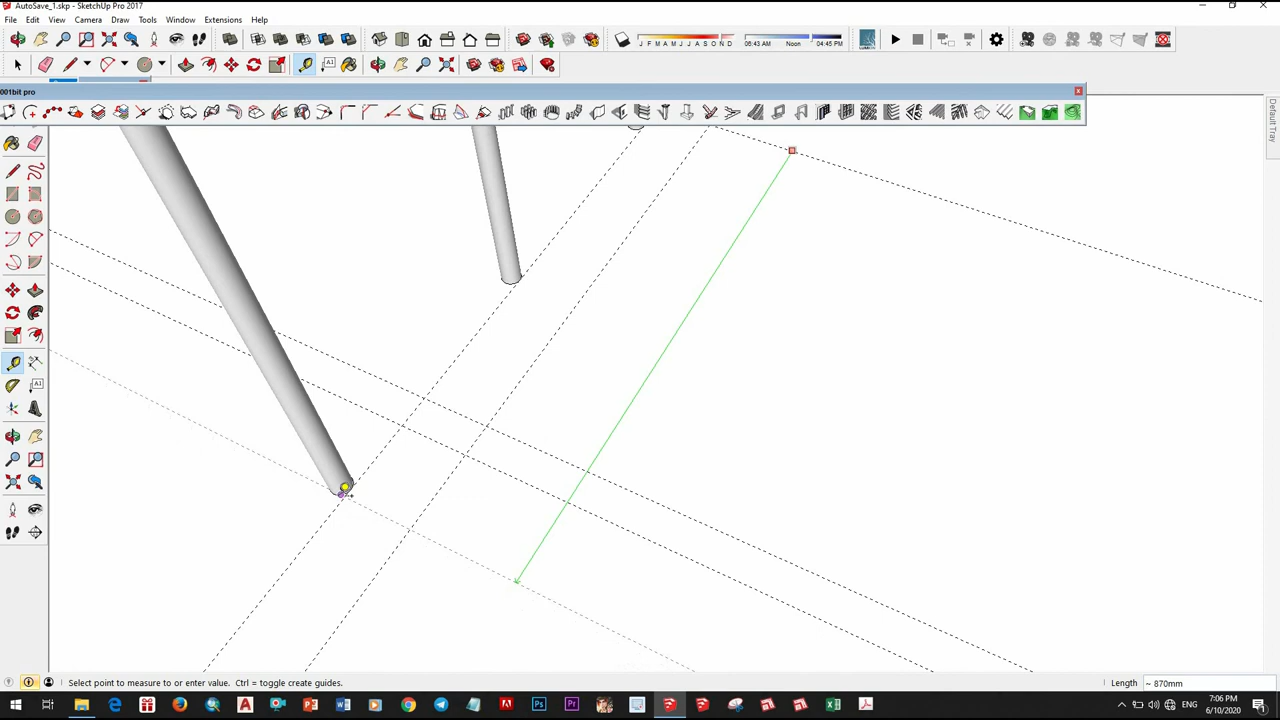 AutoSave_1.skp - SketchUp Pro 2017
File Edit View Camera Draw Tools Window Extensions Help
J F M A M J J A S O N D 06:43 AM Noon 04:45 PM
001bit pro
Default Tray
Select point to measure to or enter value. Ctrl = toggle create guides.
Length ~ 870mm
7:06 PM
ENG
6/10/2020